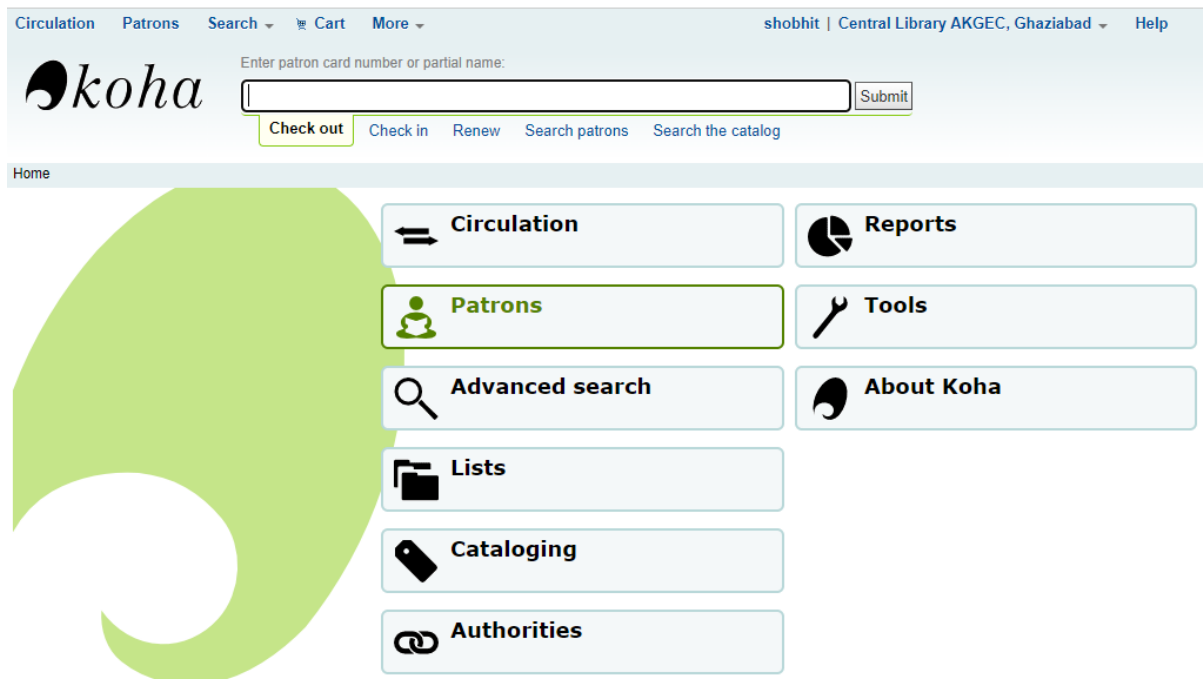 Circulation Patrons Search Cart More shobhit | Central Library AKGEC, Ghaziabad Help
koha
Enter patron card number or partial name:
Submit
Check out Check in Renew Search patrons Search the catalog
Home
Circulation Reports
Patrons Tools
Advanced search About Koha
Lists
Cataloging
Authorities